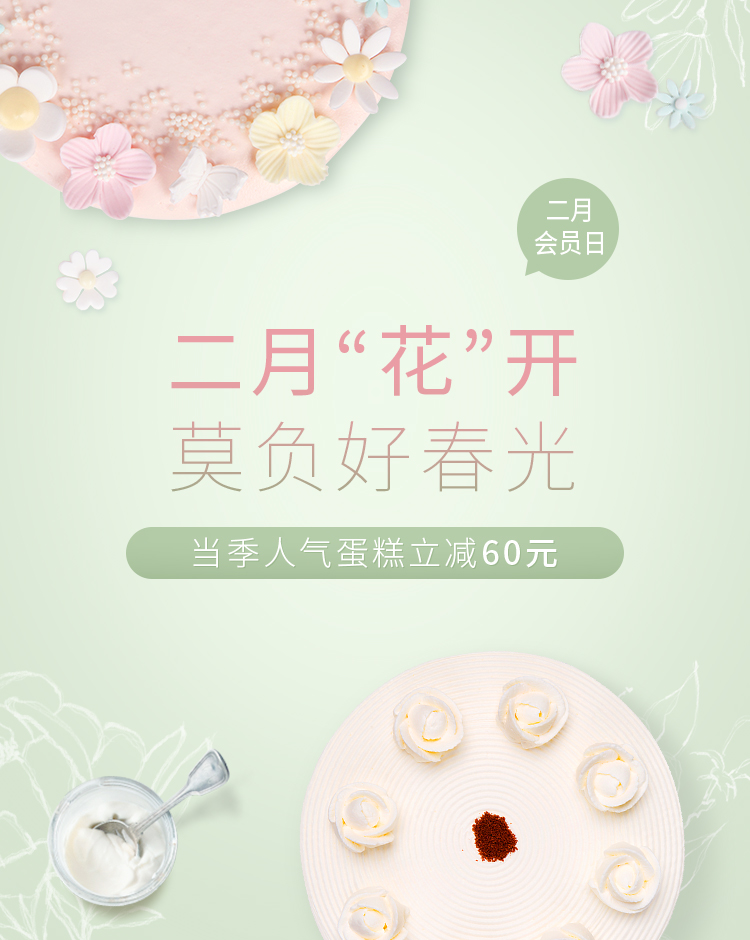 二月
会员日
二月“花”开
莫负好春光
当季人气蛋糕立减60元